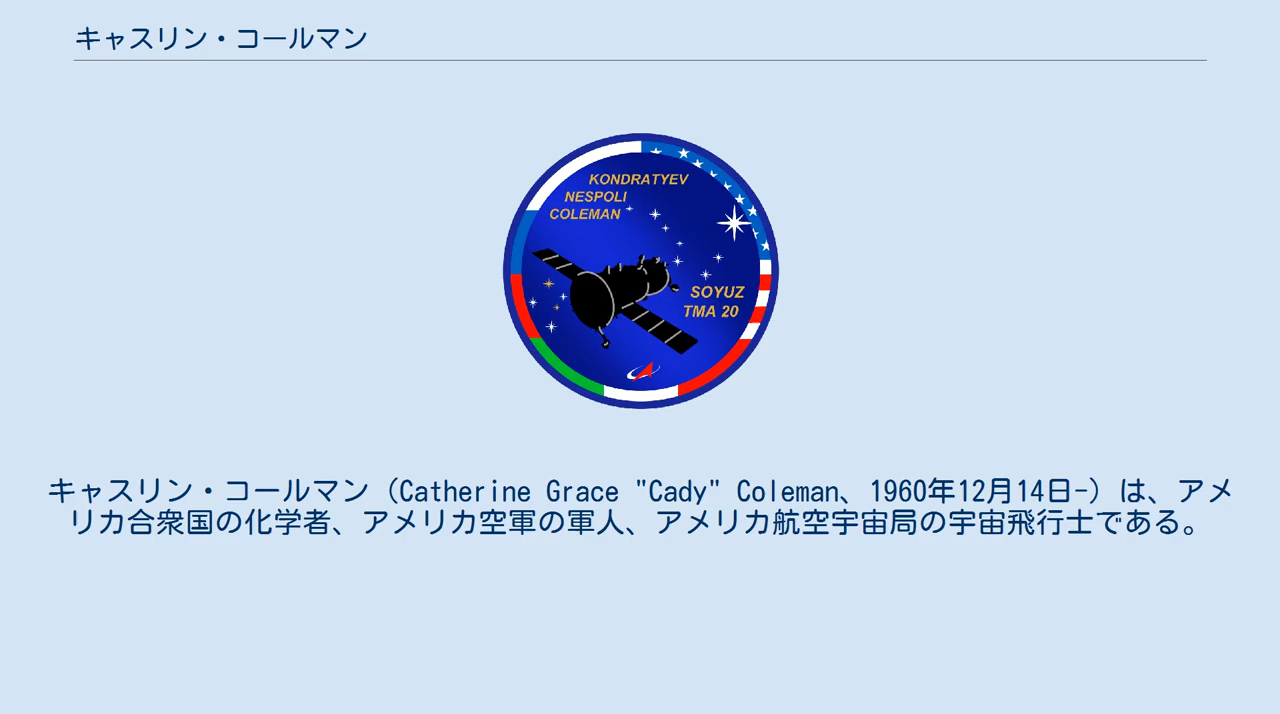 キャスリン・コールマン
KONDRATYEV
NESPOLI
COLEMAN
SOYUZ
TMA 20
キャスリン・コールマン（Catherine Grace "Cady" Coleman、1960年12月14日-）は、アメ
リカ合衆国の化学者、アメリカ空軍の軍人、アメリカ航空宇宙局の宇宙飛行士である。